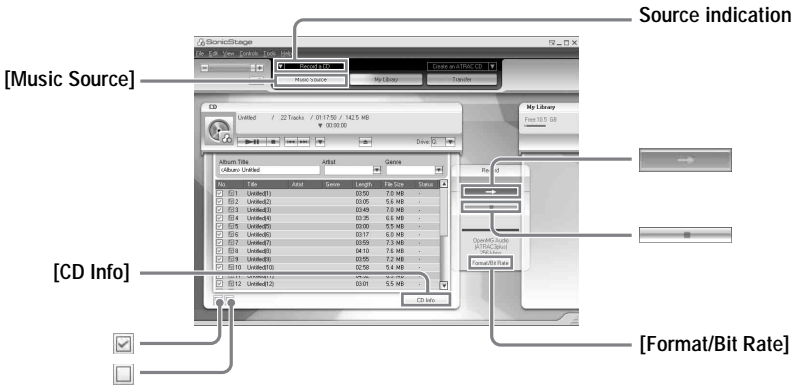 Source indication
SonicStage
File Edit View Controls Tools Help
Record a CD
Create an ATRAC CD
[Music Source]
Music Source
My Library
Transfer
CD
My Library
Untitled / 22 Tracks / 01:17:50 / 142.5 MB
00:00:00
Free 10.5 GB
Drive: Q:
Album Title Artist Genre
<Album> Untitled
Record
No. Title Artist Genre Length File Size Status
1 Untitled(1) 03:50 7.0 MB -
2 Untitled(2) 03:05 5.6 MB -
3 Untitled(3) 03:49 7.0 MB -
4 Untitled(4) 03:35 6.6 MB -
5 Untitled(5) 03:00 5.5 MB -
6 Untitled(6) 03:17 6.0 MB -
7 Untitled(7) 03:59 7.3 MB -
8 Untitled(8) 04:10 7.6 MB -
9 Untitled(9) 03:55 7.2 MB -
10 Untitled(10) 02:58 5.4 MB -
12 Untitled(12) 03:01 5.5 MB -
OpenMG Audio
(ATRAC3plus)
256 kbps
Format/Bit Rate
[CD Info]
CD Info
[Format/Bit Rate]